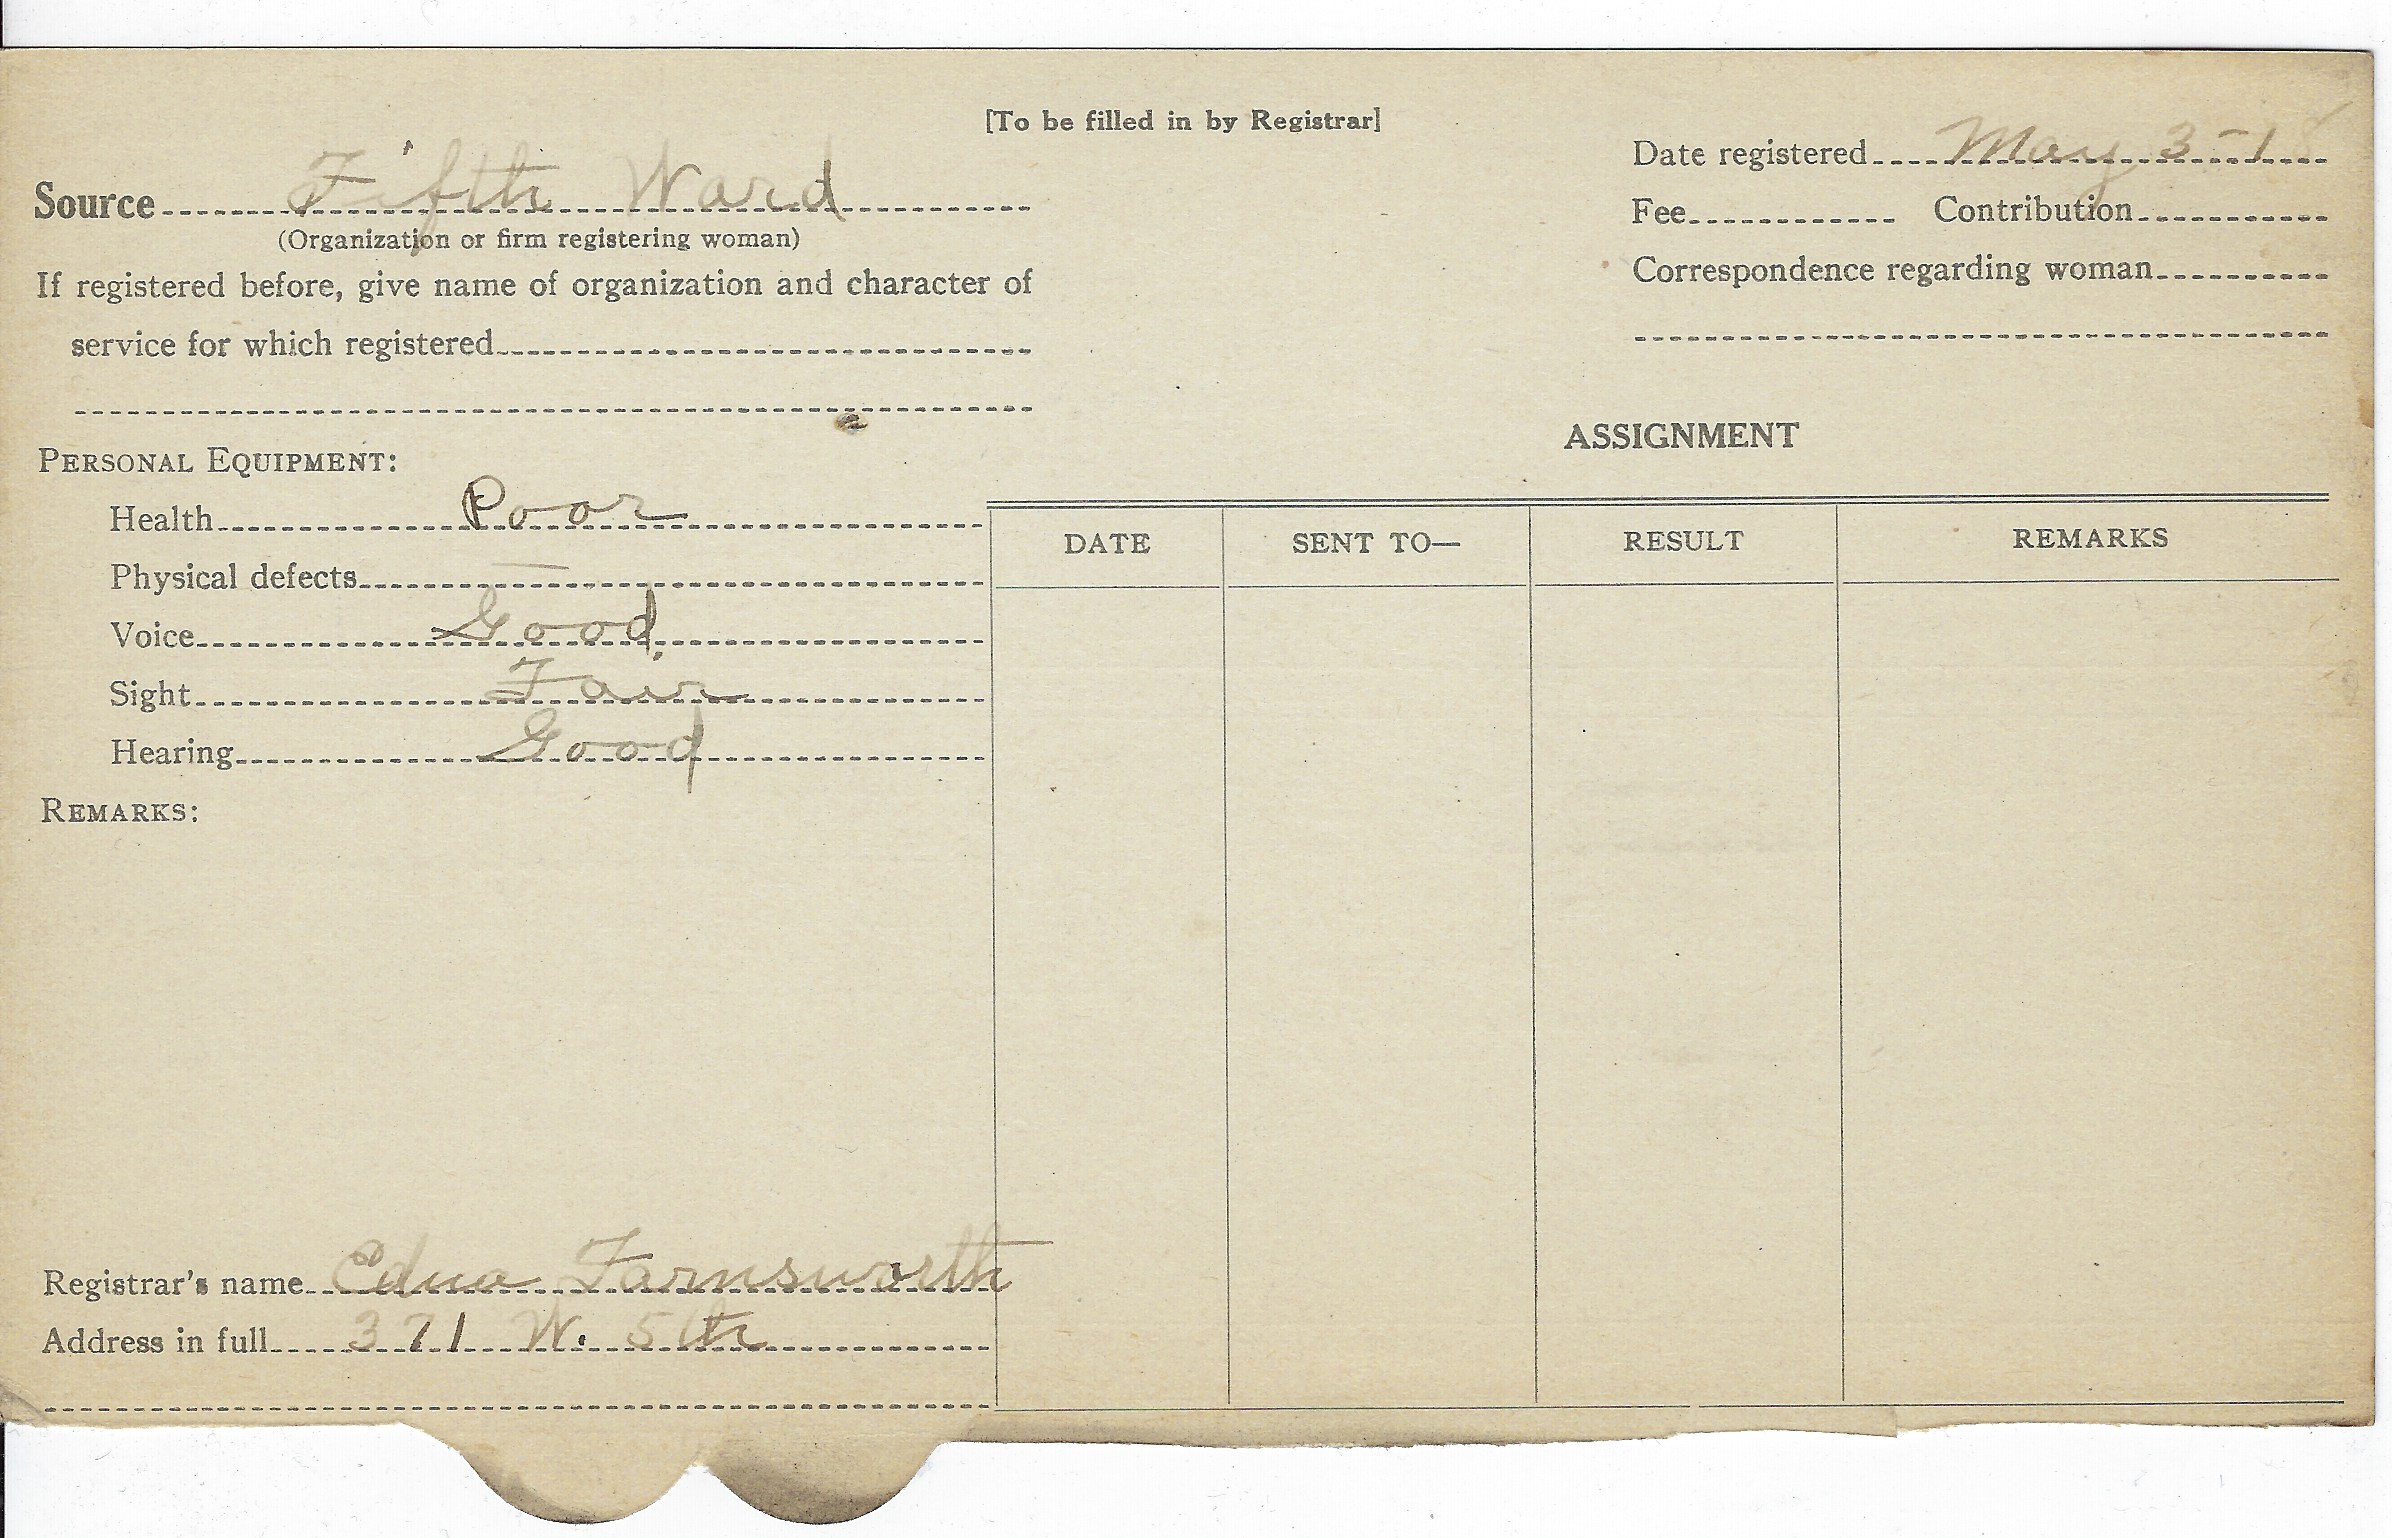 [To be filled in by Registrar]
Source Fifth Ward
(Organization or firm registering woman)
If registered before, give name of organization and character of
service for which registered
PERSONAL EQUIPMENT:
Health Poor
Physical defects —
Voice Good
Sight Fair
Hearing Good
REMARKS:
Registrar's name Edna Farnsworth
Address in full 371 W. 5th
Date registered May 3-18
Fee Contribution
Correspondence regarding woman
ASSIGNMENT
DATE SENT TO— RESULT REMARKS